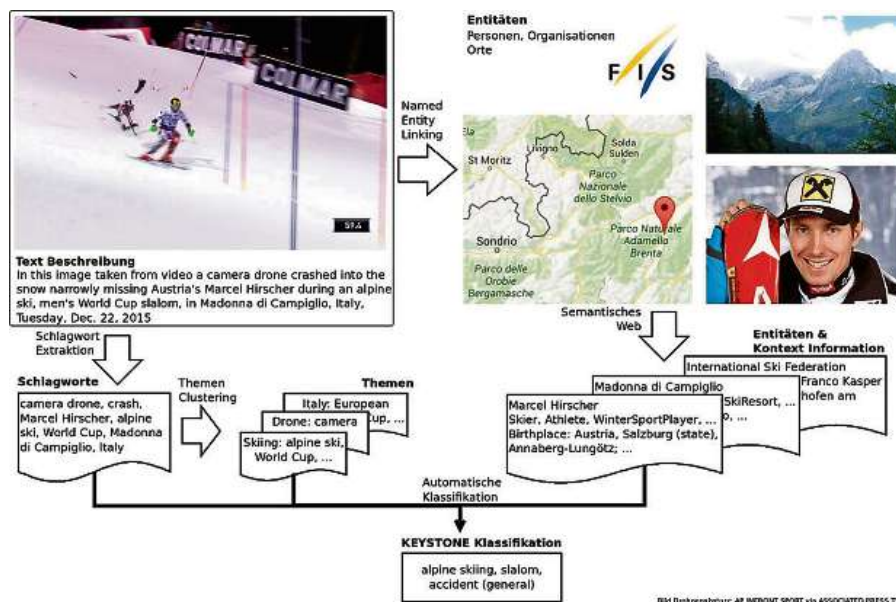 COLMAR
COLMAR
59.4
Text Beschreibung
In this image taken from video a camera drone crashed into the
snow narrowly missing Austria's Marcel Hirscher during an alpine
ski, men's World Cup slalom, in Madonna di Campiglio, Italy,
Tuesday, Dec. 22, 2015
Named
Entity
Linking
Entitäten
Personen, Organisationen
Orte
F I S
St Moritz
Livigno
Solda
Sulden
Parco
Nazionale
dello Stelvio
Sondrio
Parco Naturale
Adamello
Brenta
Parco delle
Orobie
Bergamasche
Schlagwort
Extraktion
Semantisches
Web
Schlagworte
camera drone, crash,
Marcel Hirscher, alpine
ski, World Cup, Madonna
di Campiglio, Italy
Themen
Clustering
Themen
Italy: European
Cup, ...
Drone: camera
Skiing: alpine ski,
World Cup, ...
Entitäten &
Kontext Information
International Ski Federation
Franco Kasper
hofen am
Madonna di Campiglio
SkiResort, ...
o, ...
Marcel Hirscher
Skier, Athlete, WinterSportPlayer, ...
Birthplace: Austria, Salzburg (state),
Annaberg-Lungötz; ...
Automatische
Klassifikation
KEYSTONE Klassifikation
alpine skiing, slalom,
accident (general)